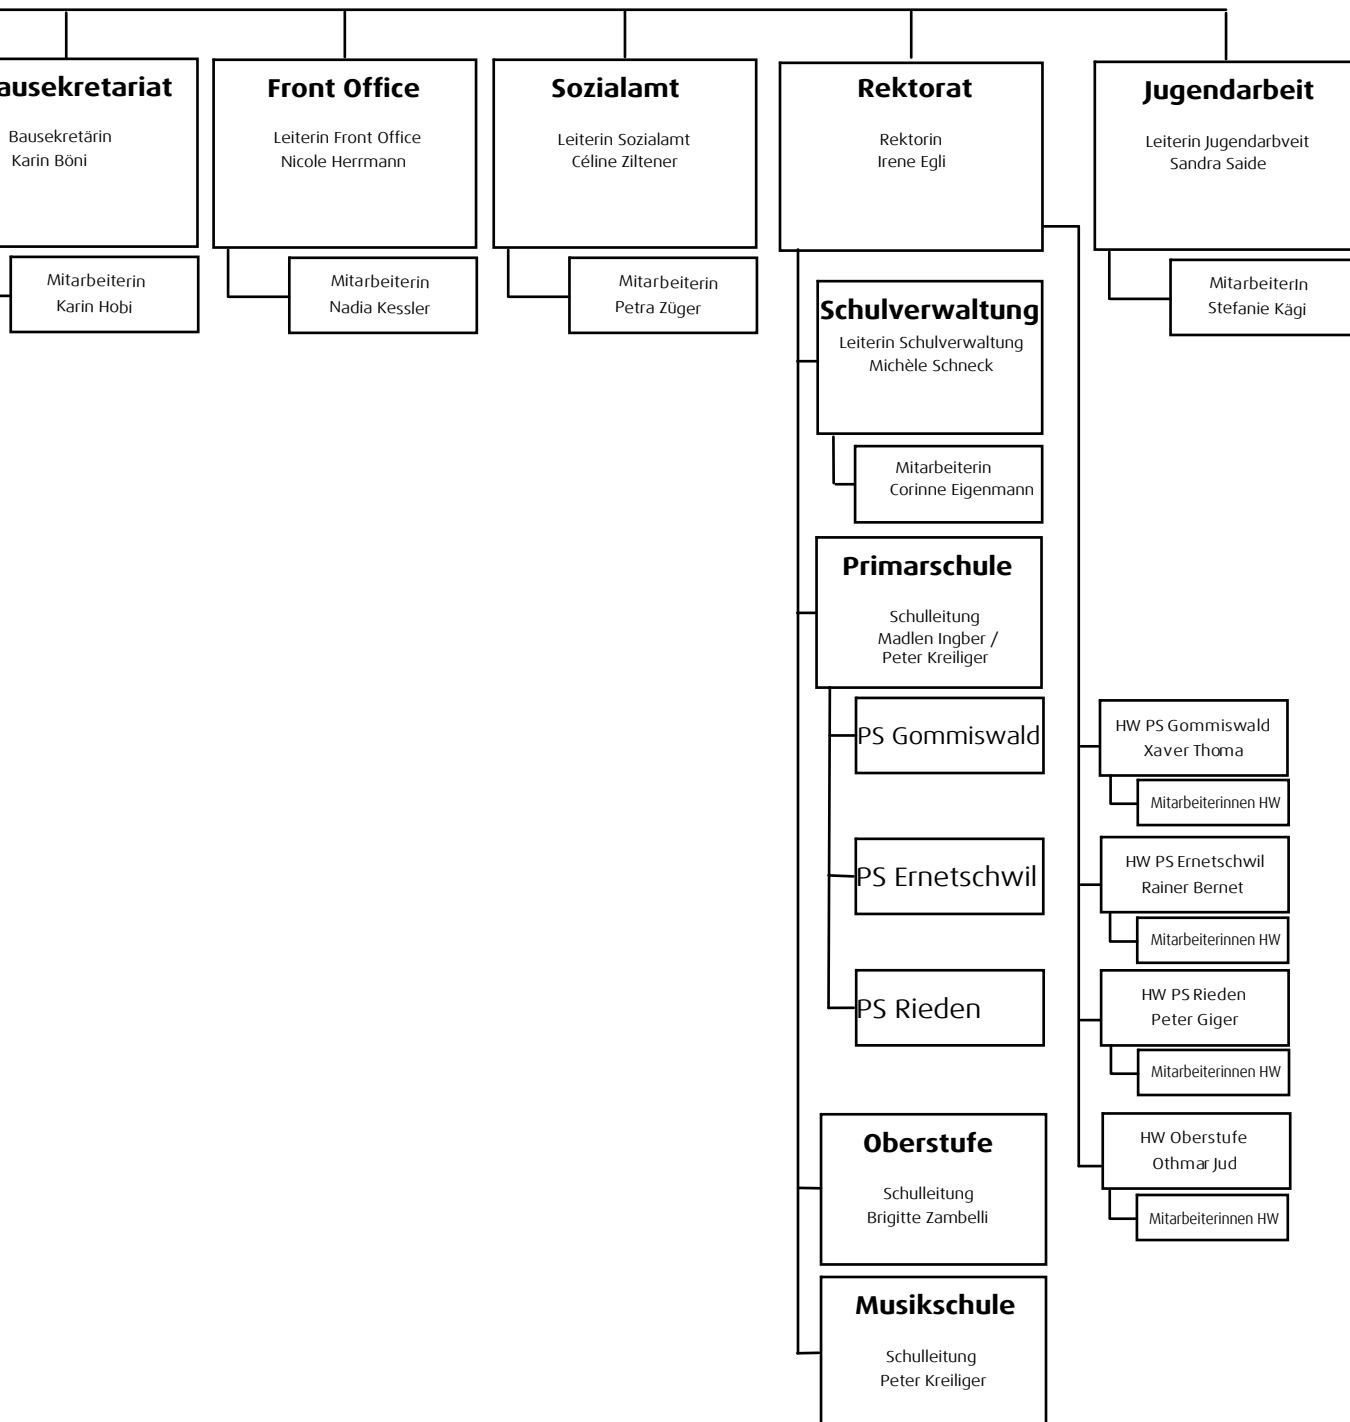 ausekretariat
Bausekretärin
Karin Böni
Mitarbeiterin
Karin Hobi
Front Office
Leiterin Front Office
Nicole Herrmann
Mitarbeiterin
Nadia Kessler
Sozialamt
Leiterin Sozialamt
Céline Ziltener
Mitarbeiterin
Petra Züger
Rektorat
Rektorin
Irene Egli
Schulverwaltung
Leiterin Schulverwaltung
Michèle Schneck
Mitarbeiterin
Corinne Eigenmann
Primarschule
Schulleitung
Madlen Ingber /
Peter Kreiliger
PS Gommiswald
PS Ernetschwil
PS Rieden
Oberstufe
Schulleitung
Brigitte Zambelli
Musikschule
Schulleitung
Peter Kreiliger
HW PS Gommiswald
Xaver Thoma
Mitarbeiterinnen HW
HW PS Ernetschwil
Rainer Bernet
Mitarbeiterinnen HW
HW PS Rieden
Peter Giger
Mitarbeiterinnen HW
HW Oberstufe
Othmar Jud
Mitarbeiterinnen HW
Jugendarbeit
Leiterin Jugendarbveit
Sandra Saide
MitarbeiterIn
Stefanie Kägi